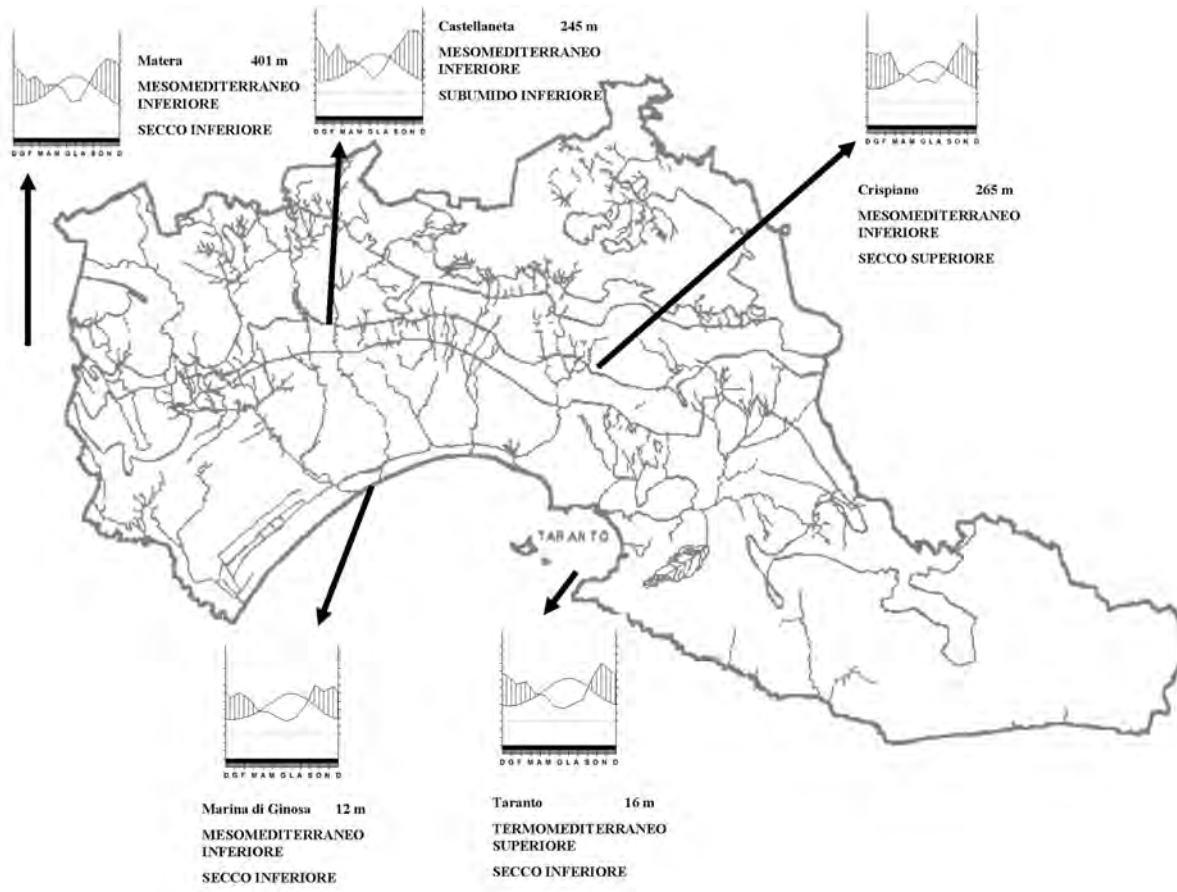 Matera 401 m
MESOMEDITERRANEO
INFERIORE
SECCO INFERIORE
D G F M A M G L A S O N D
Castellaneta 245 m
MESOMEDITERRANEO
INFERIORE
SUBUMIDO INFERIORE
D G F M A M G L A S O N D
D G F M A M G L A S O N D
Crispiano 265 m
MESOMEDITERRANEO
INFERIORE
SECCO SUPERIORE
TARANTO
D G F M A M G L A S O N D
Marina di Ginosa 12 m
MESOMEDITERRANEO
INFERIORE
SECCO INFERIORE
D G F M A M G L A S O N D
Taranto 16 m
TERMOMEDITERRANEO
SUPERIORE
SECCO INFERIORE